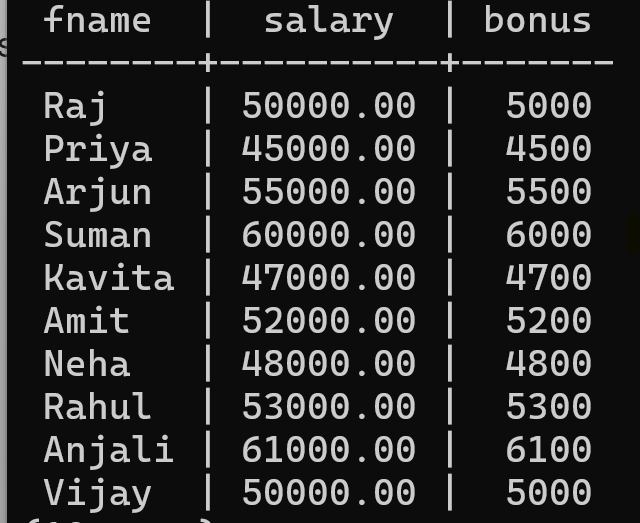 fname | salary | bonus
---------+----------+-------
Raj | 50000.00 | 5000
Priya | 45000.00 | 4500
Arjun | 55000.00 | 5500
Suman | 60000.00 | 6000
Kavita | 47000.00 | 4700
Amit | 52000.00 | 5200
Neha | 48000.00 | 4800
Rahul | 53000.00 | 5300
Anjali | 61000.00 | 6100
Vijay | 50000.00 | 5000